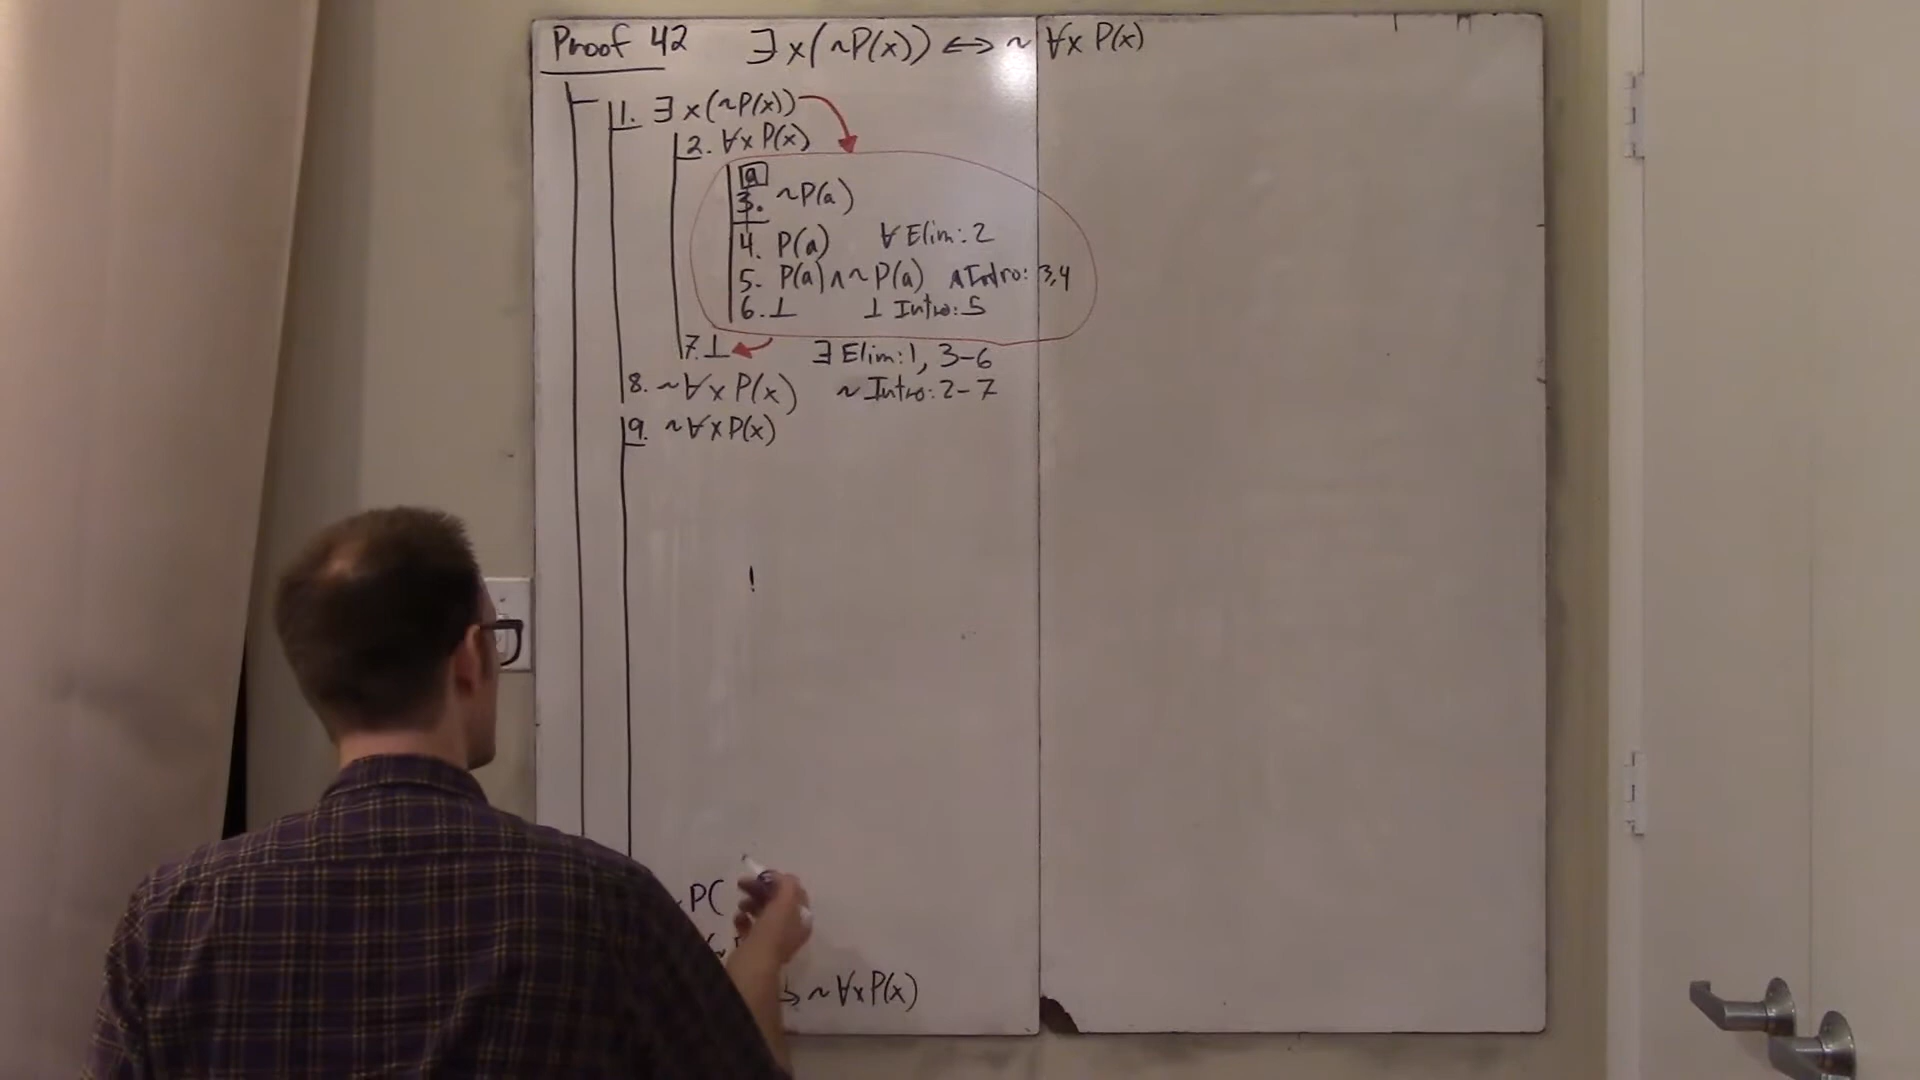 Proof 42 ∃x(~P(x)) ↔ ~∀x P(x)
1. ∃x(~P(x))
2. ∀x P(x)
a
3. ~P(a)
4. P(a) ∀ Elim: 2
5. P(a) ∧ ~P(a) ∧ Intro: 3,4
6. ⊥ ⊥ Intro: 5
7. ⊥ ∃ Elim: 1, 3-6
8. ~∀x P(x) ~ Intro: 2-7
9. ~∀x P(x)
!
P(
~∀x P(x)